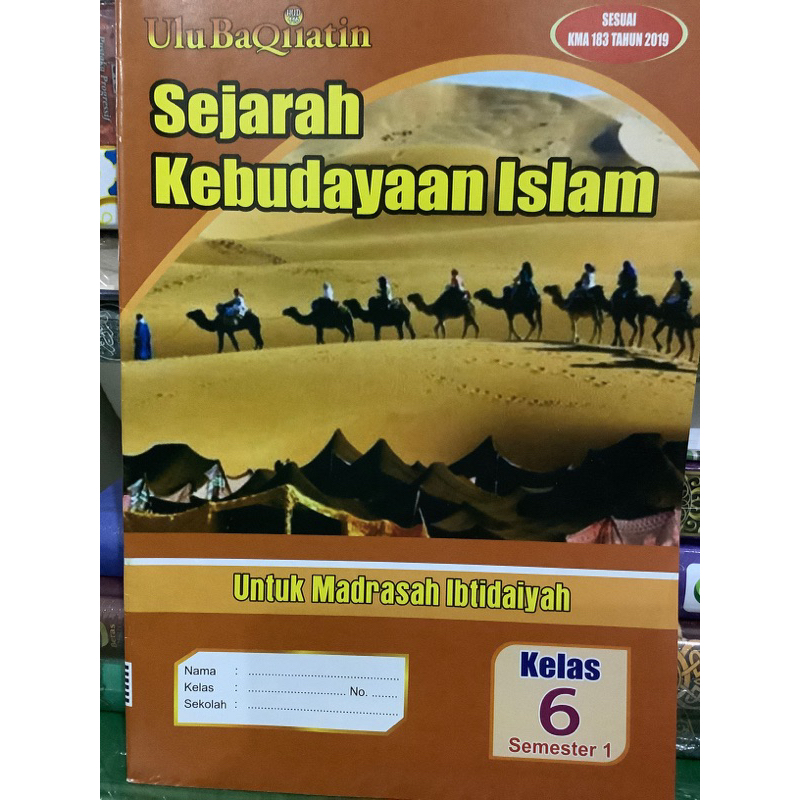 Ulu BaQiiatin
SESUAI
KMA 183 TAHUN 2019
Sejarah
Kebudayaan Islam
Untuk Madrasah Ibtidaiyah
Nama : ..........................................
Kelas : ........................... No. .......
Sekolah : ..........................................
Kelas
6
Semester 1